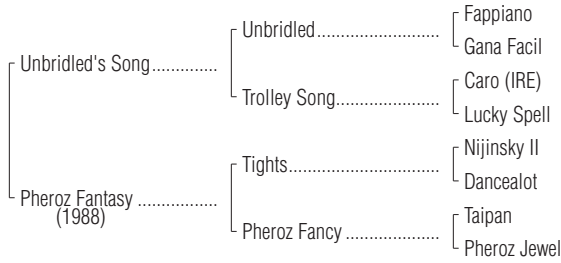 Fappiano
Unbridled..............................
Gana Facil
Unbridled's Song..............
Caro (IRE)
Trolley Song.........................
Lucky Spell
Nijinsky II
Tights.....................................
Dancealot
Pheroz Fantasy .................
(1988)
Taipan
Pheroz Fancy ......................
Pheroz Jewel